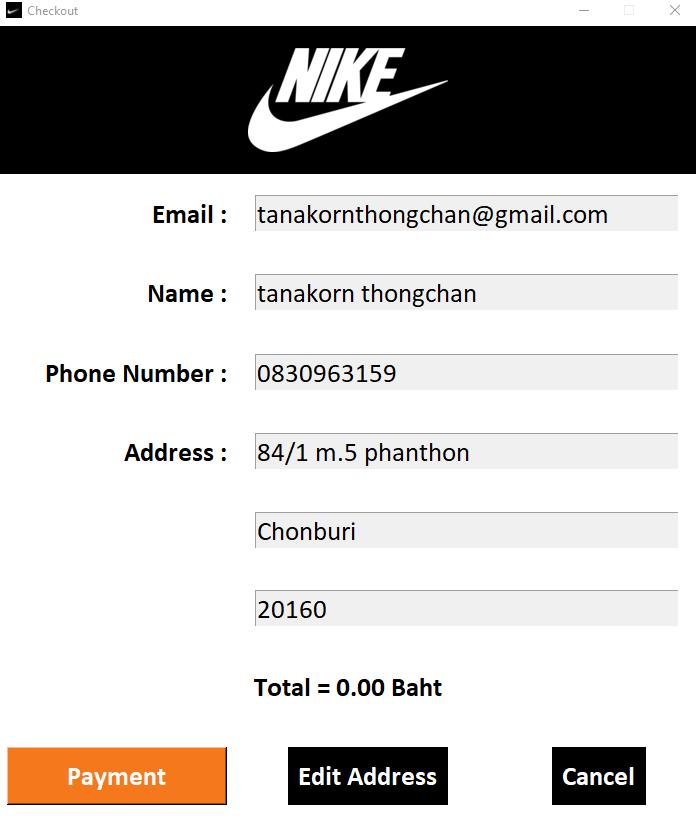 Checkout
NIKE
Email : tanakornthongchan@gmail.com
Name : tanakorn thongchan
Phone Number : 0830963159
Address : 84/1 m.5 phanthon
Chonburi
20160
Total = 0.00 Baht
Payment Edit Address Cancel